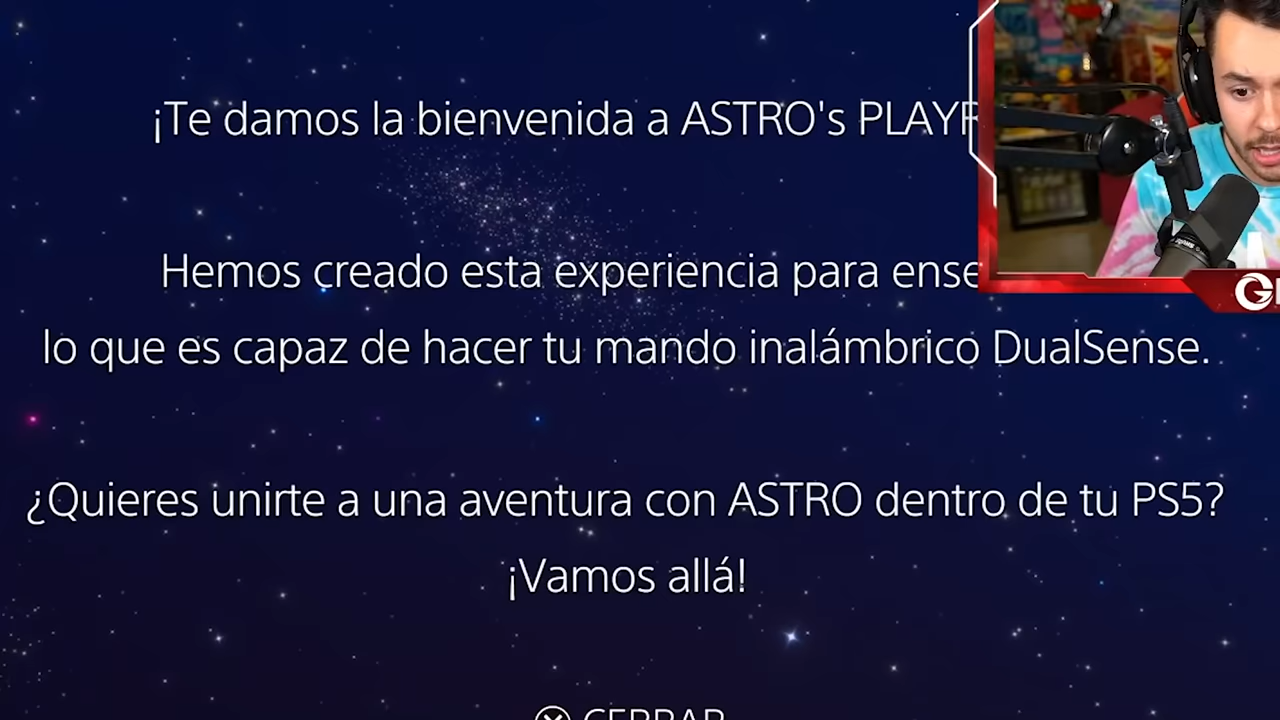 ¡Te damos la bienvenida a ASTRO's
Hemos creado esta experiencia para
lo que es capaz de hacer tu mando inalámbrico DualSense.
¿Quieres unirte a una aventura con ASTRO dentro de tu PS5?
¡Vamos allá!
CERRAR